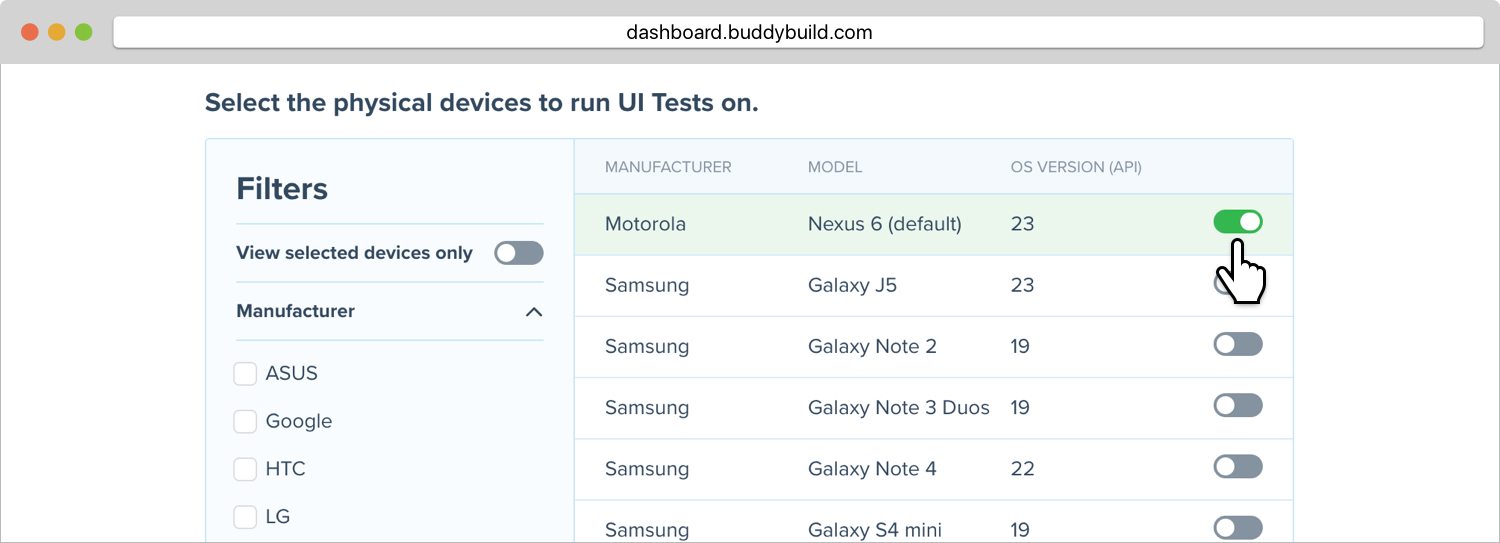 dashboard.buddybuild.com
Select the physical devices to run UI Tests on.
Filters
View selected devices only
Manufacturer
ASUS
Google
HTC
LG
MANUFACTURER MODEL OS VERSION (API)
Motorola Nexus 6 (default) 23
Samsung Galaxy J5 23
Samsung Galaxy Note 2 19
Samsung Galaxy Note 3 Duos 19
Samsung Galaxy Note 4 22
Samsung Galaxy S4 mini 19